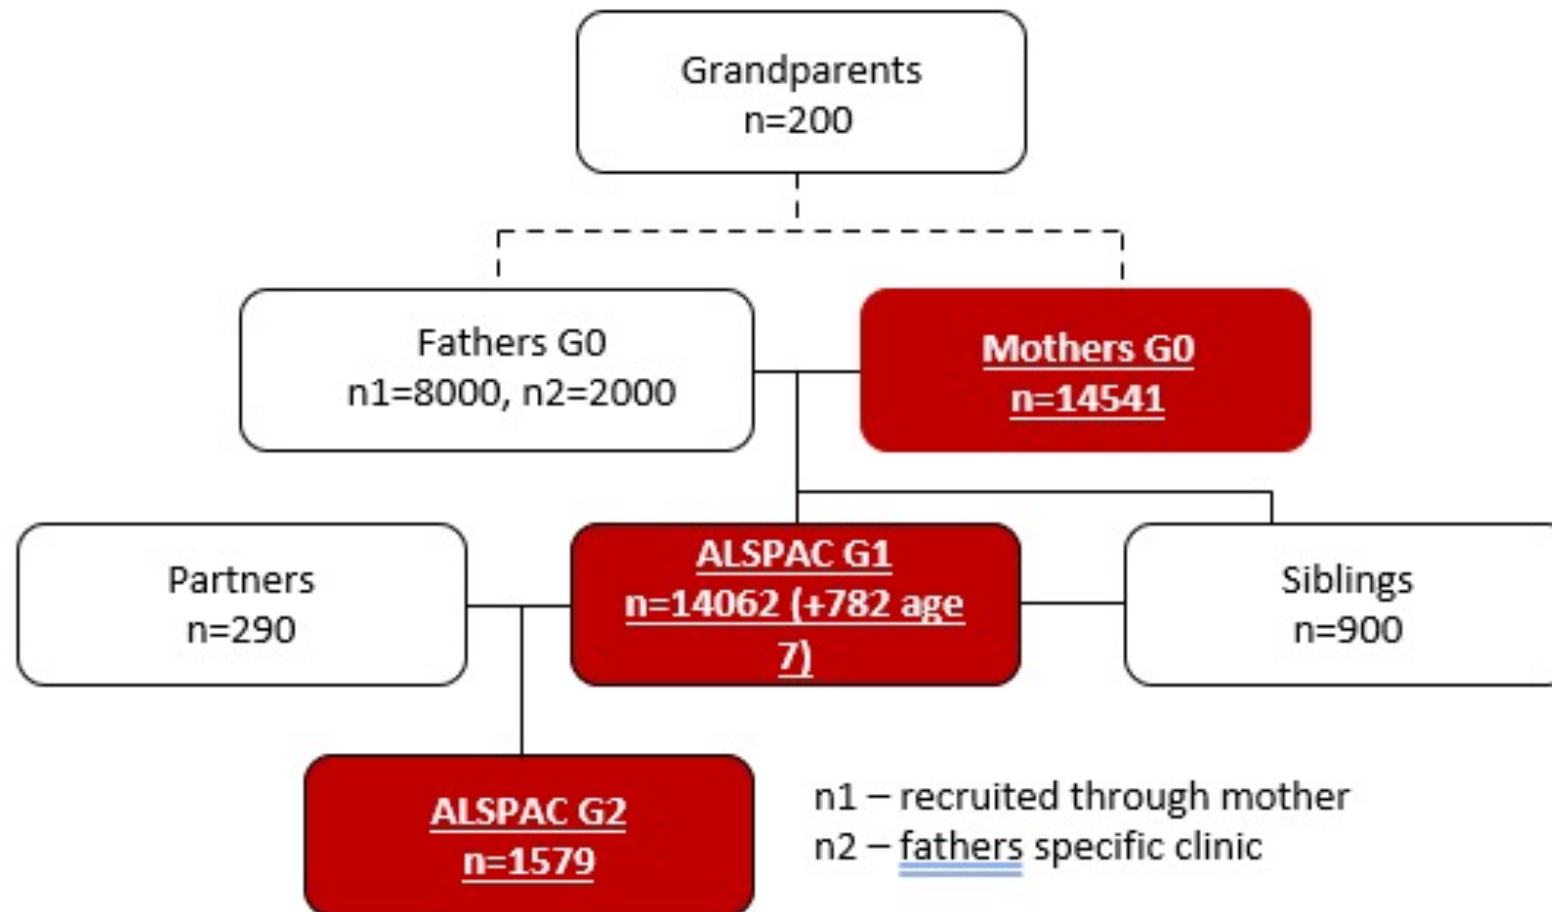 Grandparents
n=200
Fathers G0
n1=8000, n2=2000
Mothers G0
n=14541
Partners
n=290
ALSPAC G1
n=14062 (+782 age
7)
Siblings
n=900
ALSPAC G2
n=1579
n1 – recruited through mother
n2 – fathers specific clinic